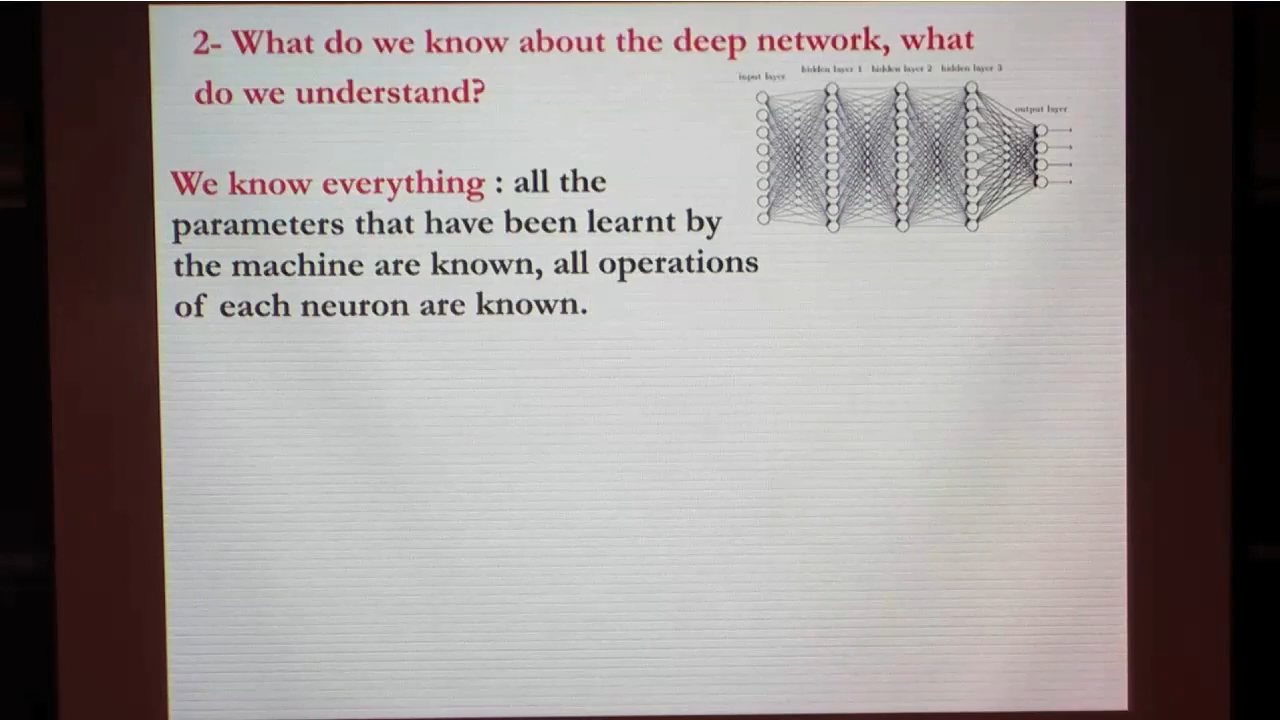 2- What do we know about the deep network, what
do we understand?
input layer
hidden layer 1 hidden layer 2 hidden layer 3
output layer
We know everything : all the
parameters that have been learnt by
the machine are known, all operations
of each neuron are known.